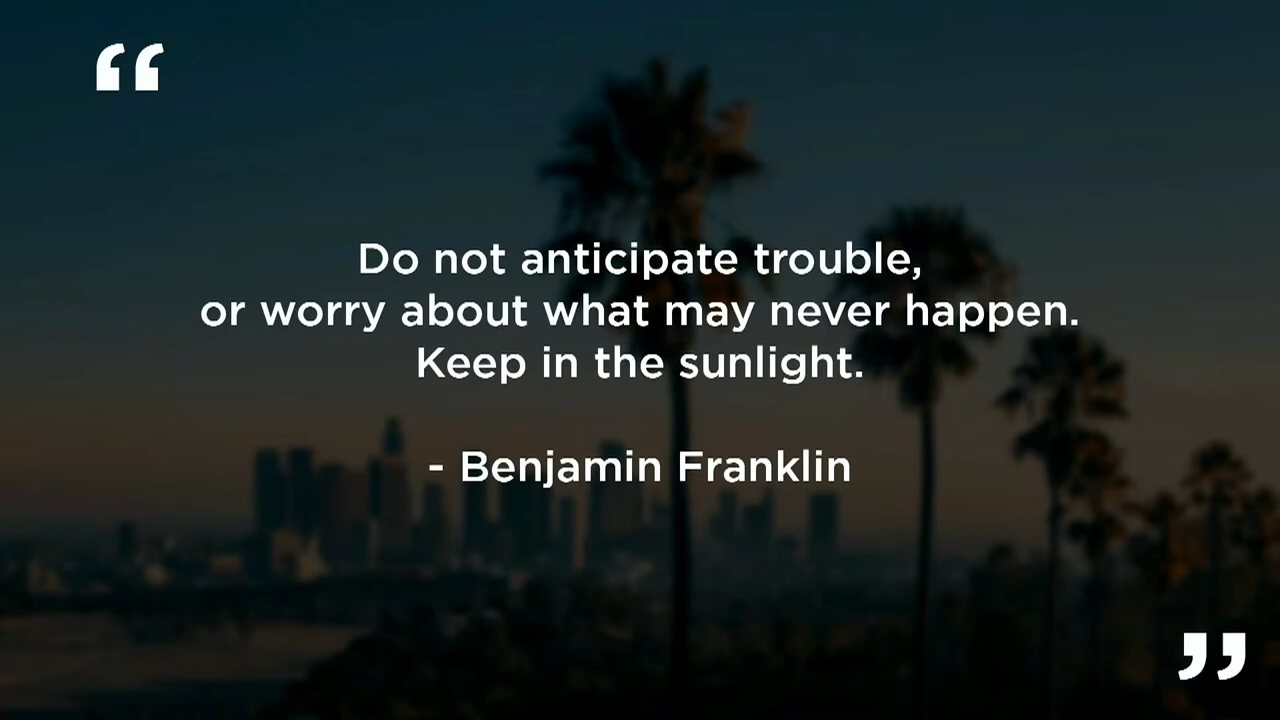 “
Do not anticipate trouble,
or worry about what may never happen.
Keep in the sunlight.
- Benjamin Franklin
”